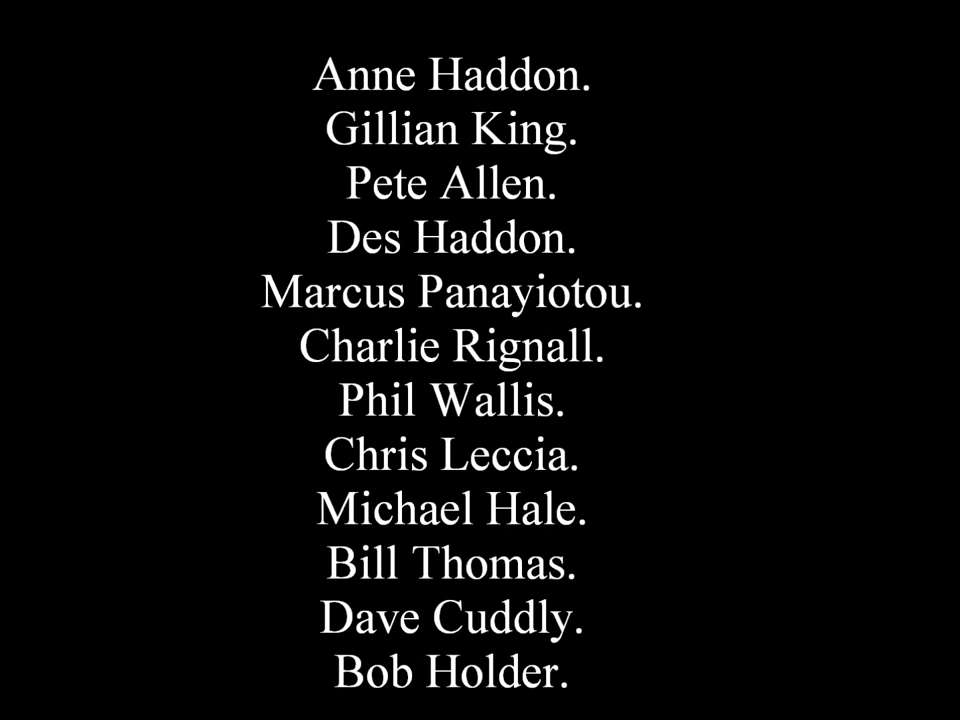 Anne Haddon.
Gillian King.
Pete Allen.
Des Haddon.
Marcus Panayiotou.
Charlie Rignall.
Phil Wallis.
Chris Leccia.
Michael Hale.
Bill Thomas.
Dave Cuddly.
Bob Holder.